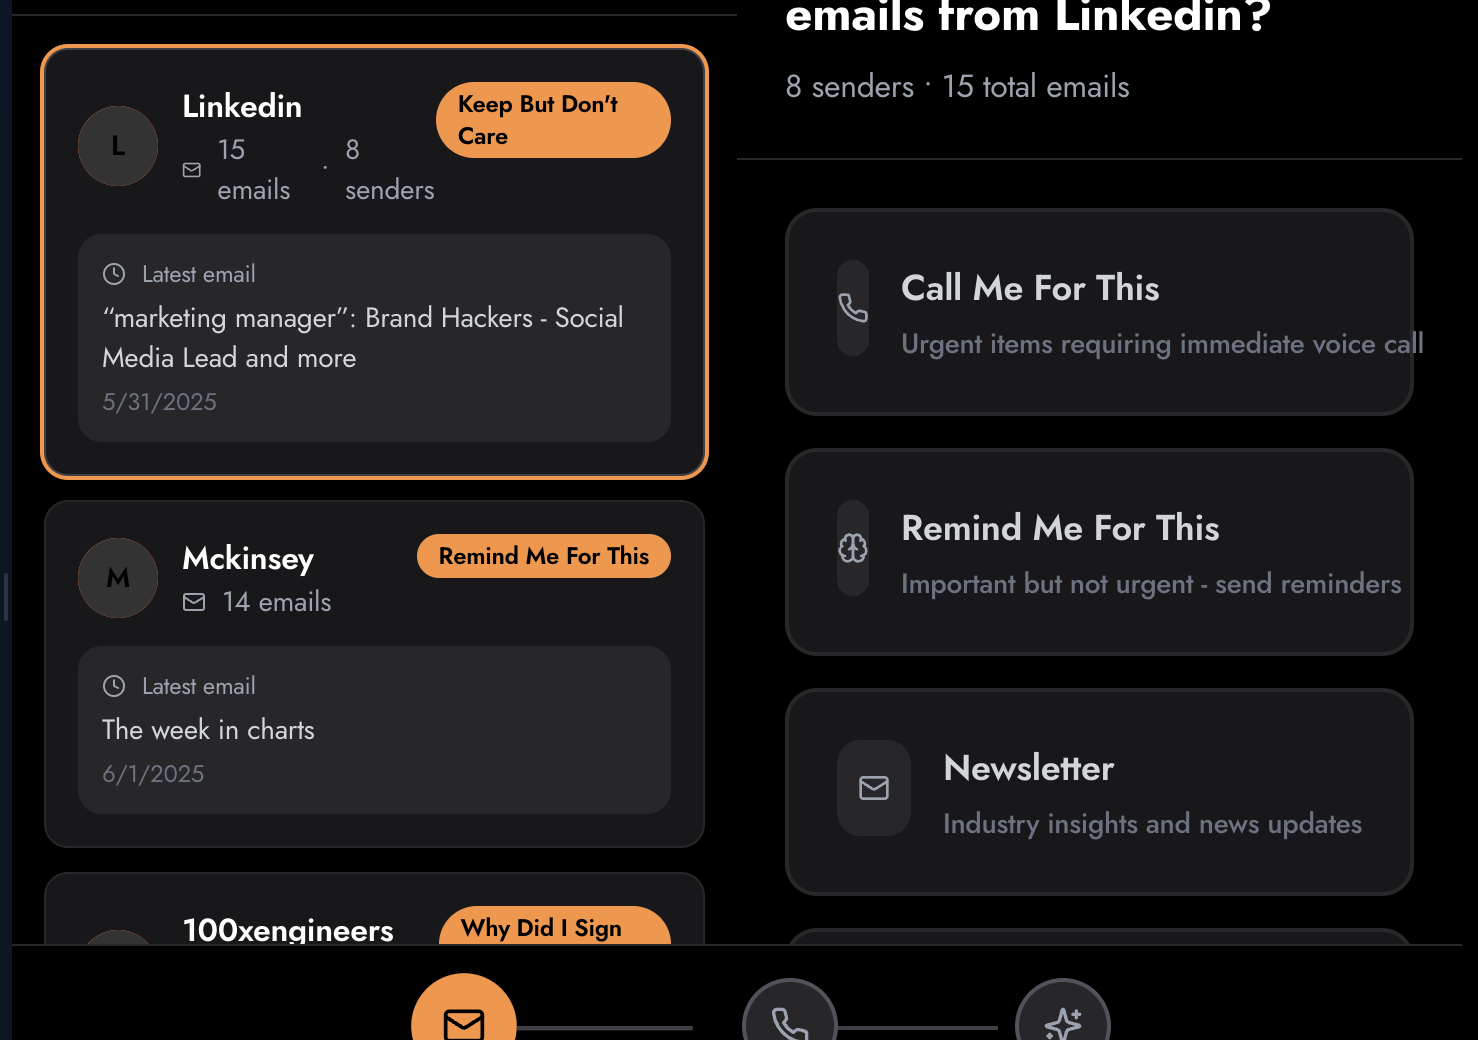 Linkedin
Keep But Don't
Care
L
15
emails
·
8
senders
Latest email
“marketing manager”: Brand Hackers - Social
Media Lead and more
5/31/2025
Mckinsey
Remind Me For This
M
14 emails
Latest email
The week in charts
6/1/2025
100xengineers
Why Did I Sign
emails from Linkedin?
8 senders · 15 total emails
Call Me For This
Urgent items requiring immediate voice call
Remind Me For This
Important but not urgent - send reminders
Newsletter
Industry insights and news updates